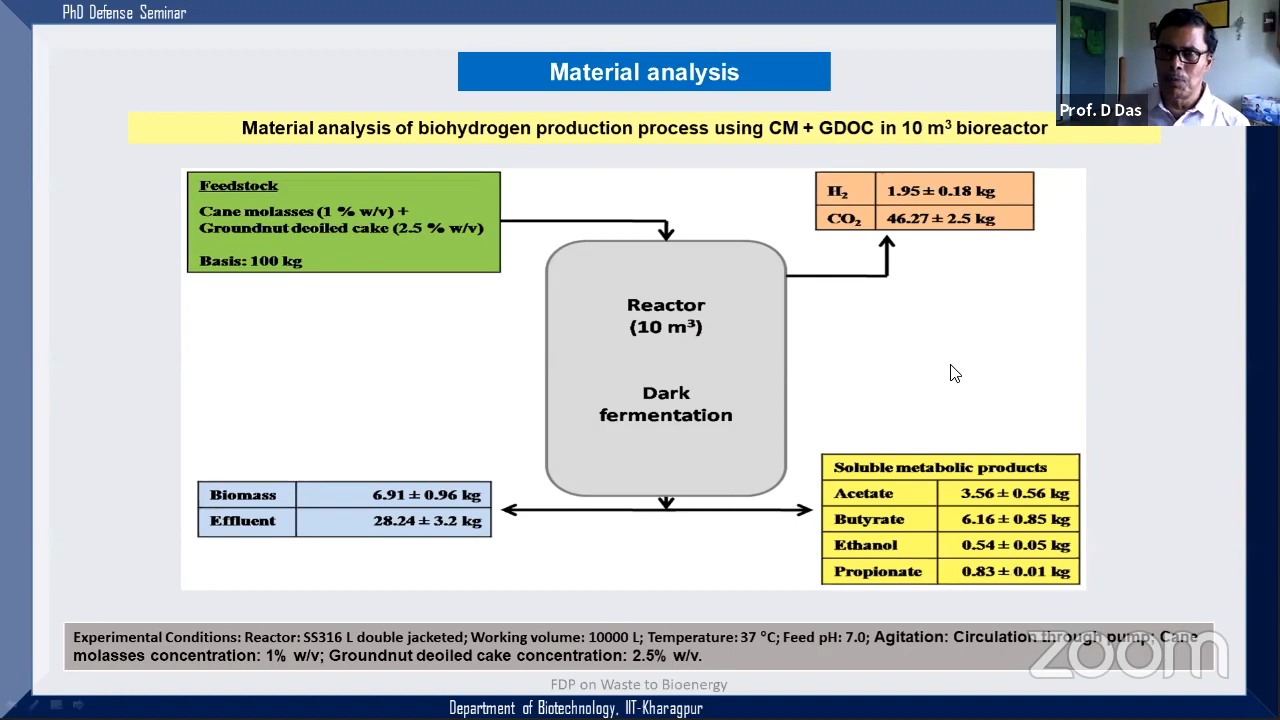 PhD Defense Seminar
Material analysis
Prof. D Das
Material analysis of biohydrogen production process using CM + GDOC in 10 m³ bioreactor
Feedstock
Cane molasses (1 % w/v) +
Groundnut deoiled cake (2.5 % w/v)
Basis: 100 kg
H₂ 1.95 ± 0.18 kg
CO₂ 46.27 ± 2.5 kg
Reactor
(10 m³)
Dark
fermentation
Biomass 6.91 ± 0.96 kg
Effluent 28.24 ± 3.2 kg
Soluble metabolic products
Acetate 3.56 ± 0.56 kg
Butyrate 6.16 ± 0.85 kg
Ethanol 0.54 ± 0.05 kg
Propionate 0.83 ± 0.01 kg
Experimental Conditions: Reactor: SS316 L double jacketed; Working volume: 10000 L; Temperature: 37 °C; Feed pH: 7.0; Agitation: Circulation through pump; Cane
molasses concentration: 1% w/v; Groundnut deoiled cake concentration: 2.5% w/v.
zoom
FDP on Waste to Bioenergy
Department of Biotechnology, IIT-Kharagpur